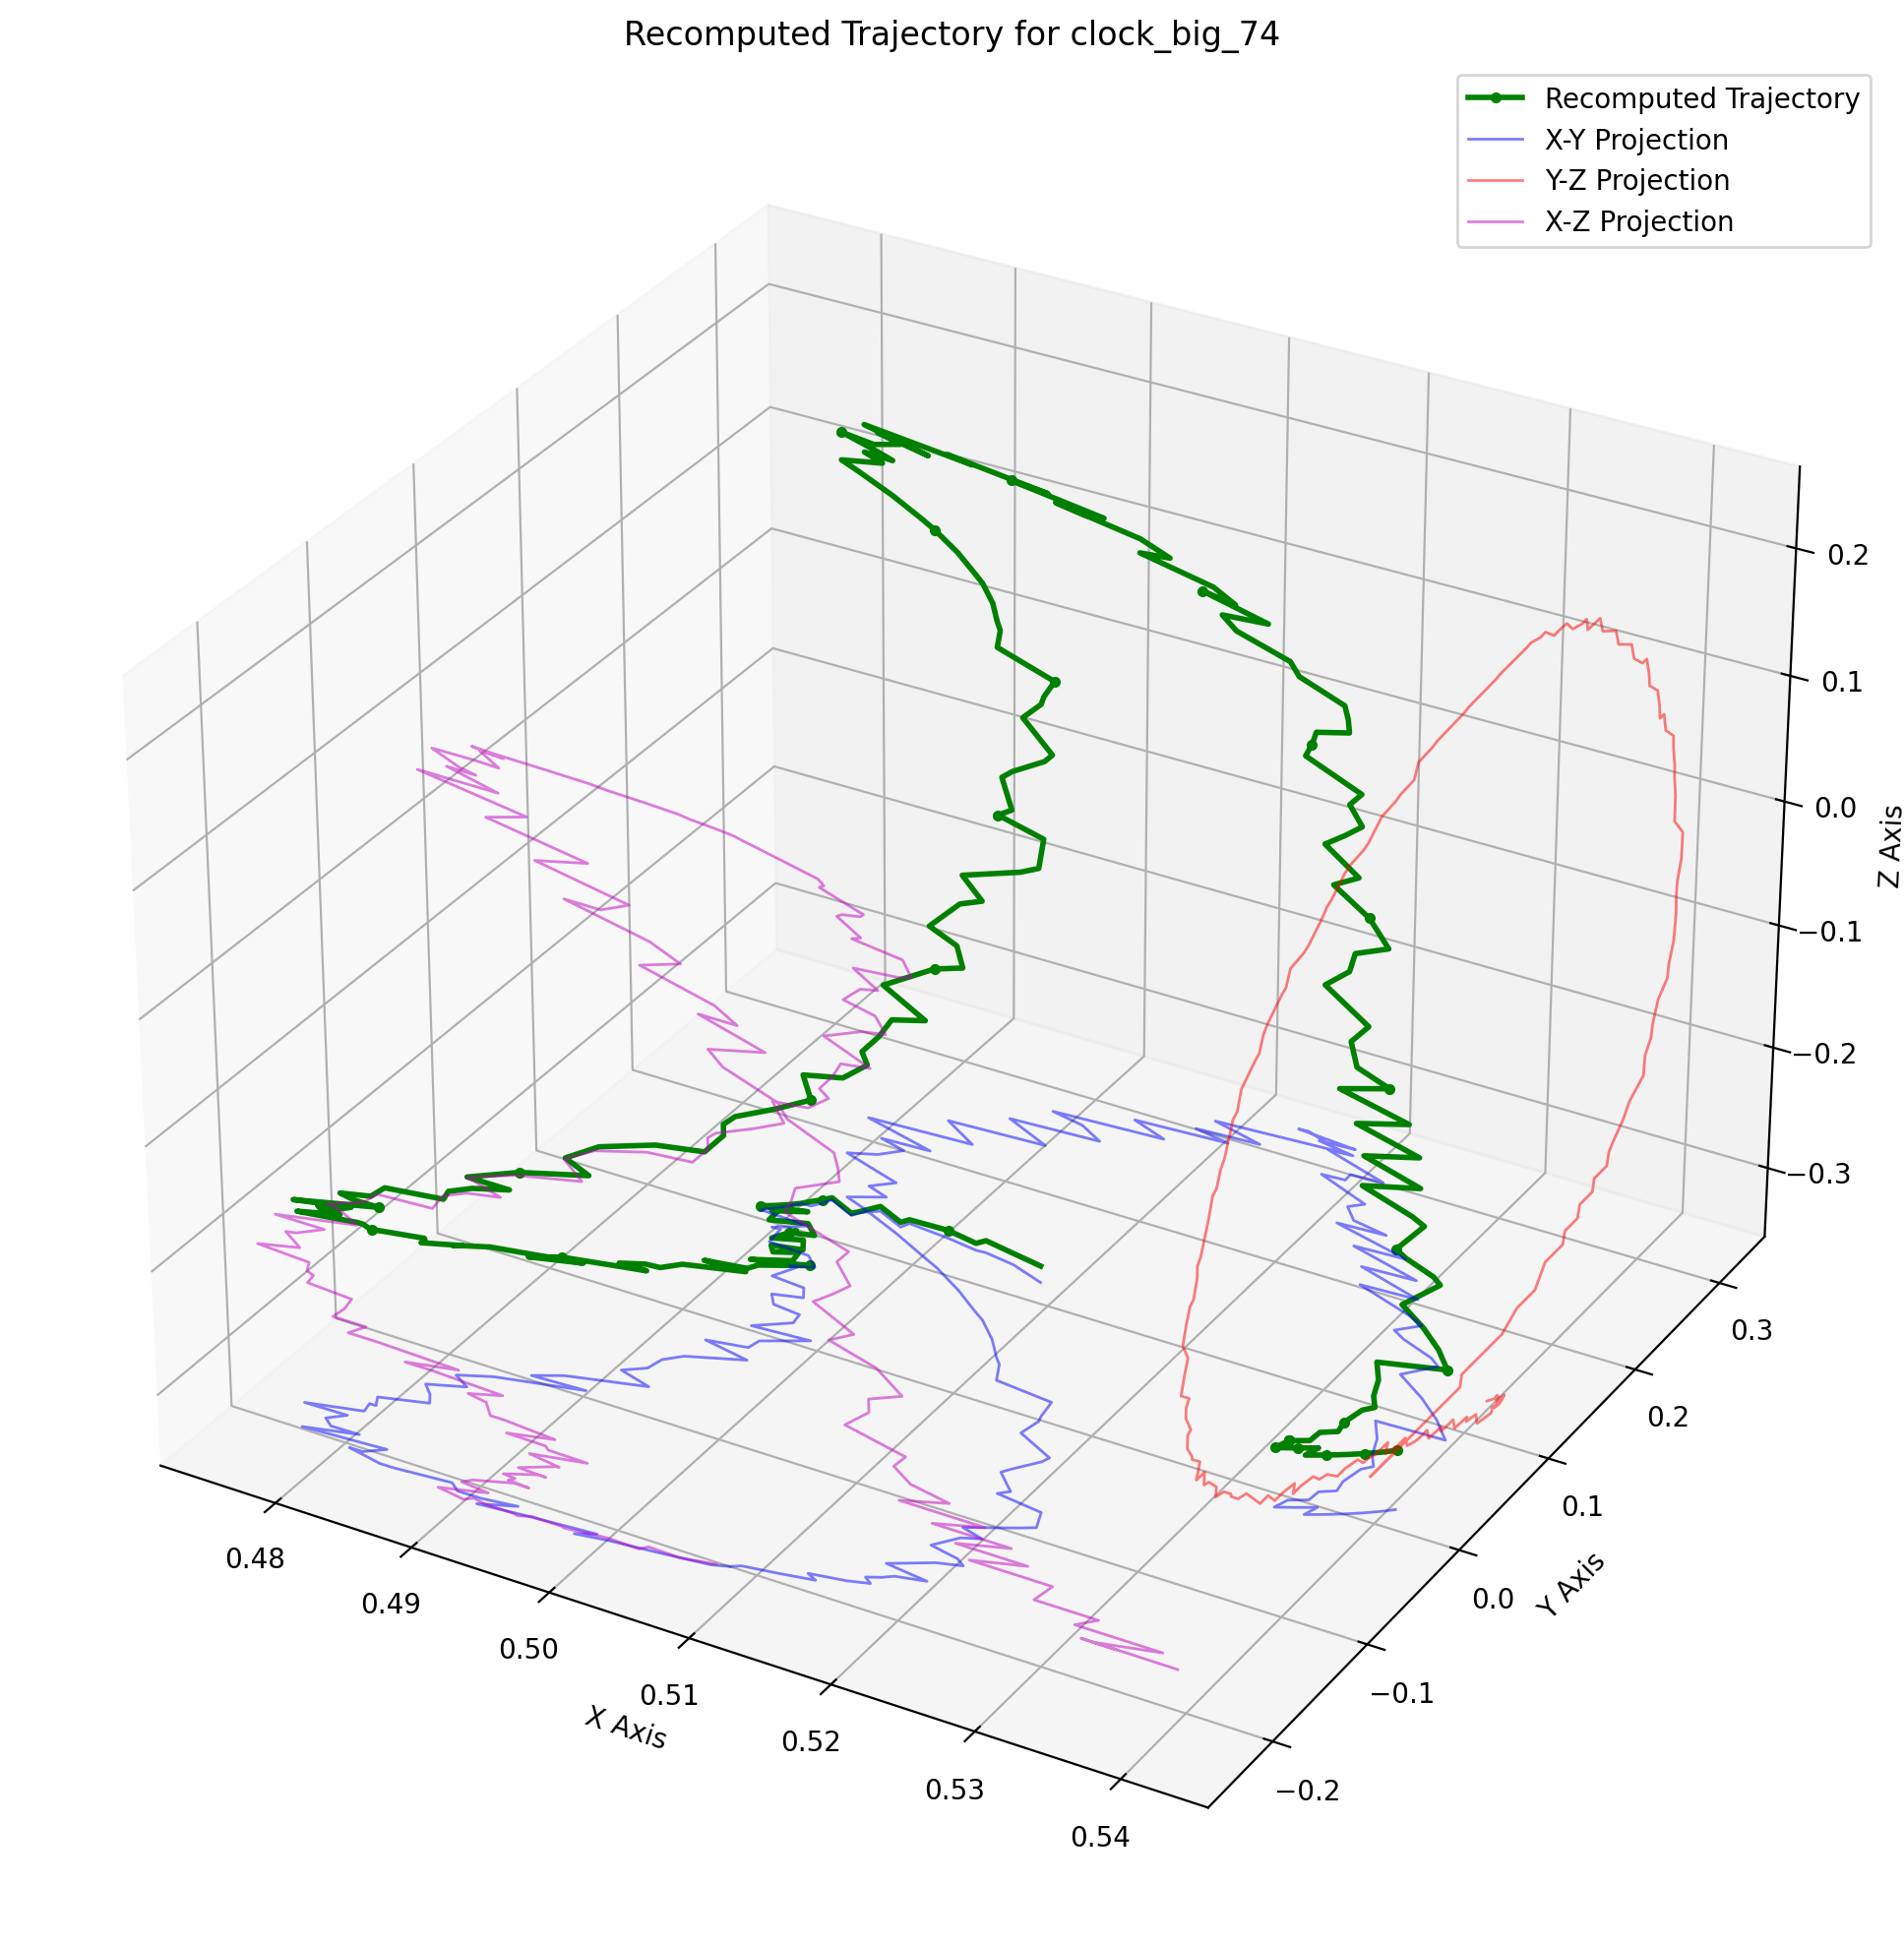 Recomputed Trajectory for clock_big_74
Recomputed Trajectory
X-Y Projection
Y-Z Projection
X-Z Projection
0.2
0.1
0.0
−0.1
−0.2
−0.3
Z Axis
0.3
0.2
0.1
0.0
−0.1
−0.2
Y Axis
0.48
0.49
0.50
0.51
0.52
0.53
0.54
X Axis